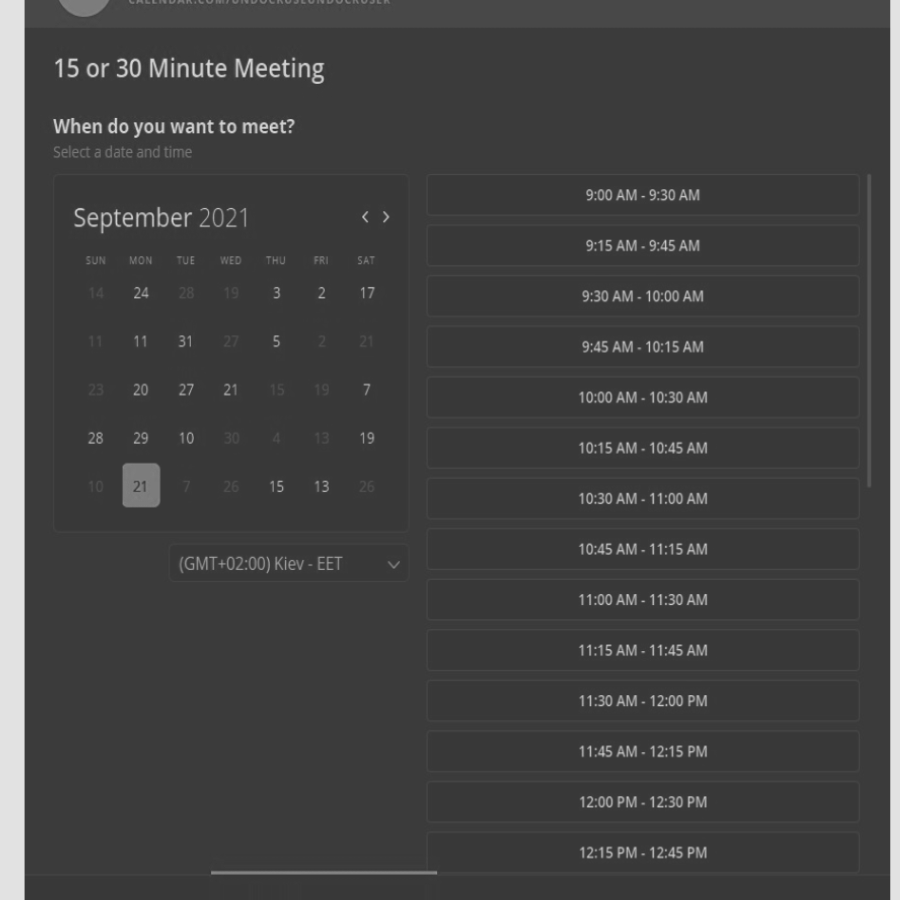 15 or 30 Minute Meeting
When do you want to meet?
Select a date and time
September 2021
SUN MON TUE WED THU FRI SAT
14 24 28 19 3 2 17
11 11 31 27 5 2 21
23 20 27 21 15 19 7
28 29 10 30 4 13 19
10 21 7 26 15 13 26
(GMT+02:00) Kiev - EET
9:00 AM - 9:30 AM
9:15 AM - 9:45 AM
9:30 AM - 10:00 AM
9:45 AM - 10:15 AM
10:00 AM - 10:30 AM
10:15 AM - 10:45 AM
10:30 AM - 11:00 AM
10:45 AM - 11:15 AM
11:00 AM - 11:30 AM
11:15 AM - 11:45 AM
11:30 AM - 12:00 PM
11:45 AM - 12:15 PM
12:00 PM - 12:30 PM
12:15 PM - 12:45 PM